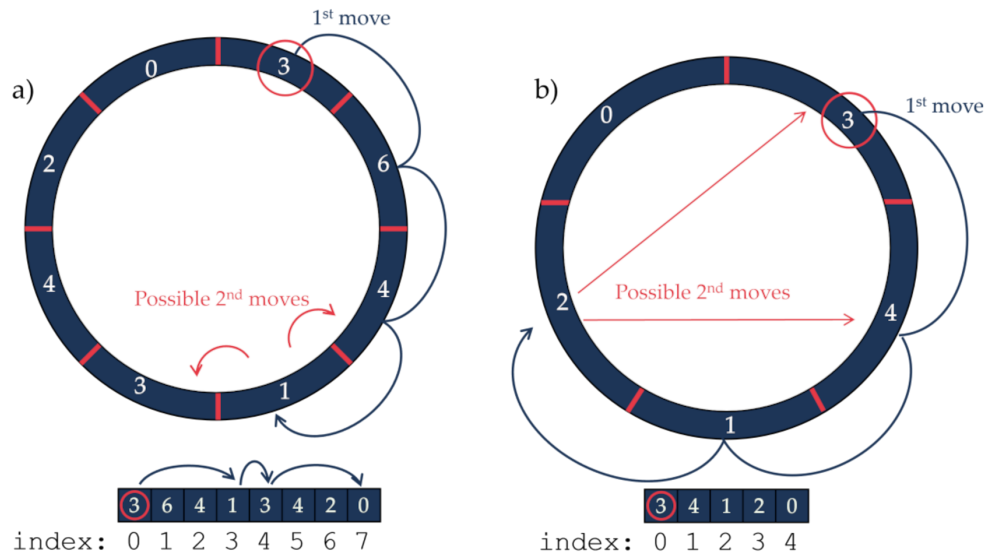 a)
1st move
0
3
2
6
4
4
3
1
Possible 2nd moves
3 6 4 1 3 4 2 0
index: 0 1 2 3 4 5 6 7
b)
1st move
0
3
2
4
1
Possible 2nd moves
3 4 1 2 0
index: 0 1 2 3 4